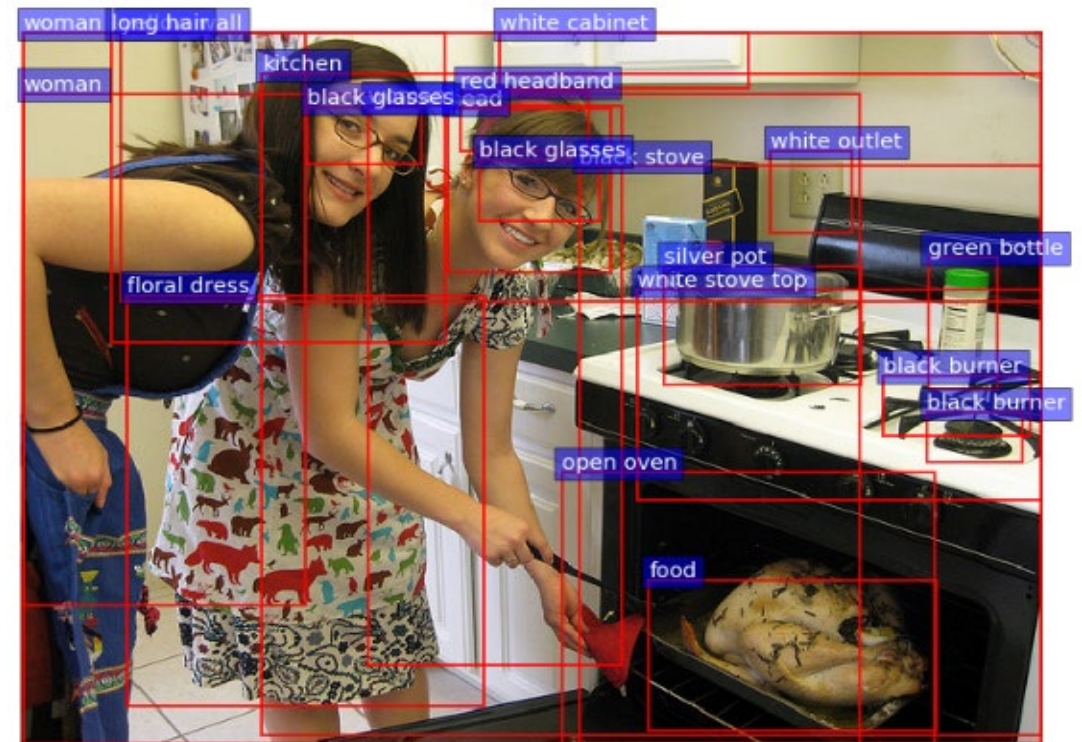 woman
long hair
all
white cabinet
woman
kitchen
red headband
black glasses
ead
black glasses
black stove
white outlet
floral dress
silver pot
green bottle
white stove top
black burner
black burner
open oven
food